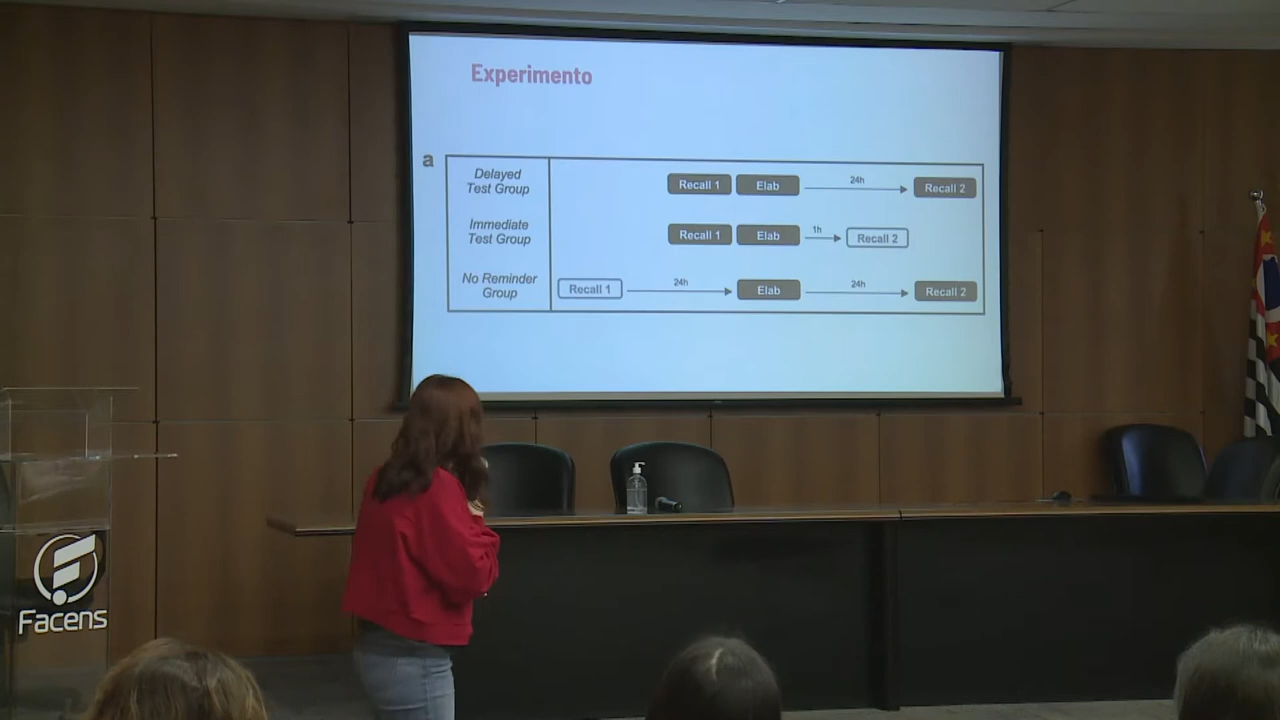 Experimento
a
Delayed
Test Group
Recall 1
Elab
24h
Recall 2
Immediate
Test Group
Recall 1
Elab
1h
Recall 2
No Reminder
Group
Recall 1
24h
Elab
24h
Recall 2
Facens